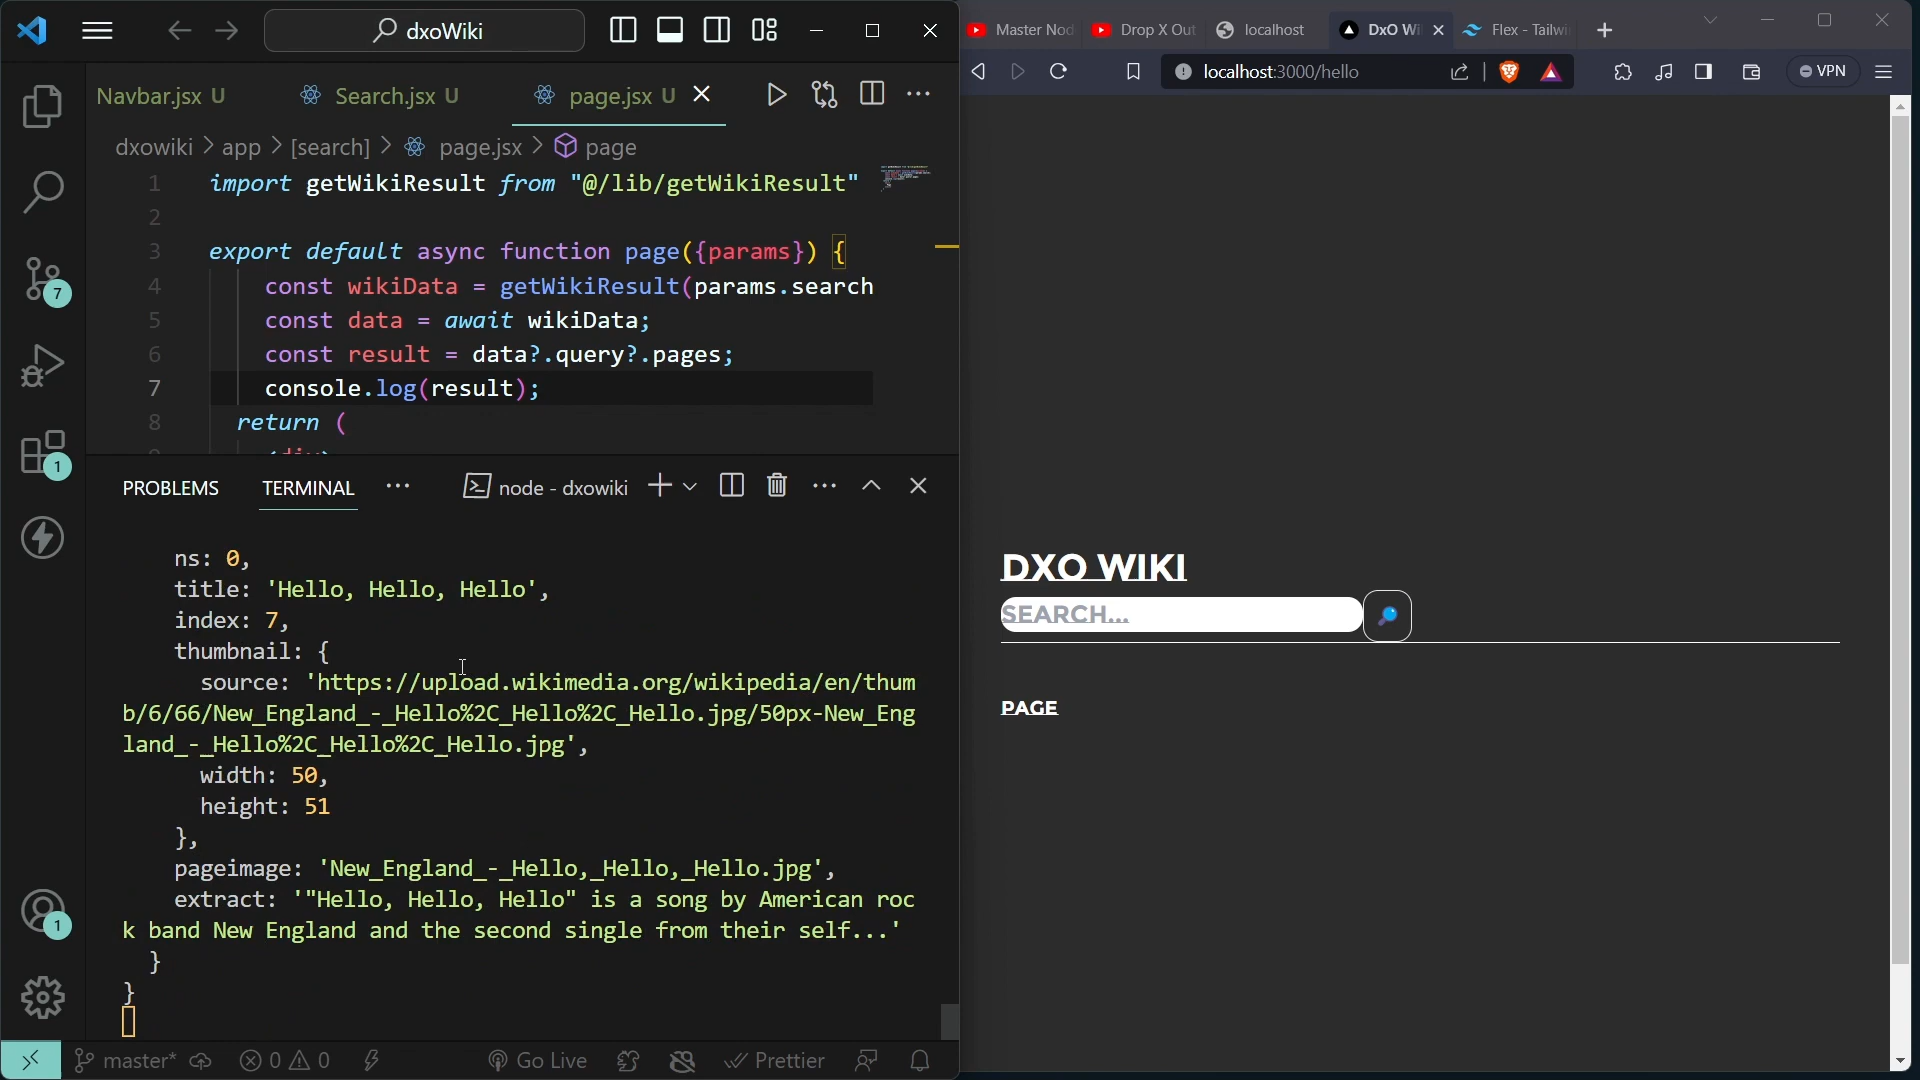 dxoWiki
Navbar.jsx U
Search.jsx U
page.jsx U
dxowiki > app > [search] > page.jsx > page
1 import getWikiResult from "@/lib/getWikiResult"
2
3 export default async function page({params}) {
4 const wikiData = getWikiResult(params.search
5 const data = await wikiData;
6 const result = data?.query?.pages;
7 console.log(result);
8 return (
7
1
PROBLEMS
TERMINAL
node - dxowiki
ns: 0,
title: 'Hello, Hello, Hello',
index: 7,
thumbnail: {
source: 'https://upload.wikimedia.org/wikipedia/en/thum
b/6/66/New_England_-_Hello%2C_Hello%2C_Hello.jpg/50px-New_Eng
land_-_Hello%2C_Hello%2C_Hello.jpg',
width: 50,
height: 51
},
pageimage: 'New_England_-_Hello,_Hello,_Hello.jpg',
extract: '"Hello, Hello, Hello" is a song by American roc
k band New England and the second single from their self...'
}
}
1
master*
0
0
Go Live
Prettier
Master Nod
Drop X Out
localhost
DxO Wi
Flex - Tailwi
localhost:3000/hello
VPN
DXO WIKI
SEARCH...
PAGE